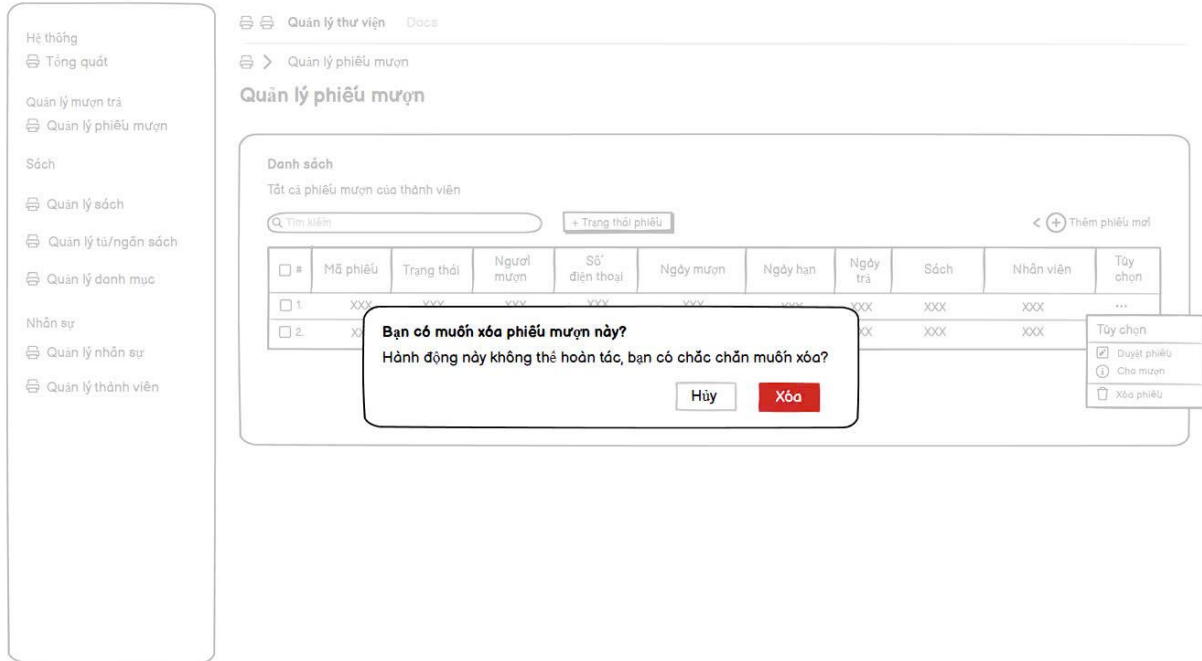 Hệ thống
Tổng quát
Quản lý mượn trả
Quản lý phiếu mượn
Sách
Quản lý sách
Quản lý tủ/ngăn sách
Quản lý danh mục
Nhân sự
Quản lý nhân sự
Quản lý thành viên
Quản lý thư viện Docs
Quản lý phiếu mượn
Quản lý phiếu mượn
Danh sách
Tất cả phiếu mượn của thành viên
Tìm kiếm
+ Trạng thái phiếu
< + Thêm phiếu mới
# Mã phiếu Trạng thái Người mượn Số điện thoại Ngày mượn Ngày hạn Ngày trả Sách Nhân viên Tùy chọn
1. XXX XXX XXX XXX XXX XXX XXX XXX XXX ...
2. XX XX XXX XXX
Tùy chọn
Duyệt phiếu
Cho mượn
Xóa phiếu
Bạn có muốn xóa phiếu mượn này?
Hành động này không thể hoàn tác, bạn có chắc chắn muốn xóa?
Hủy Xóa